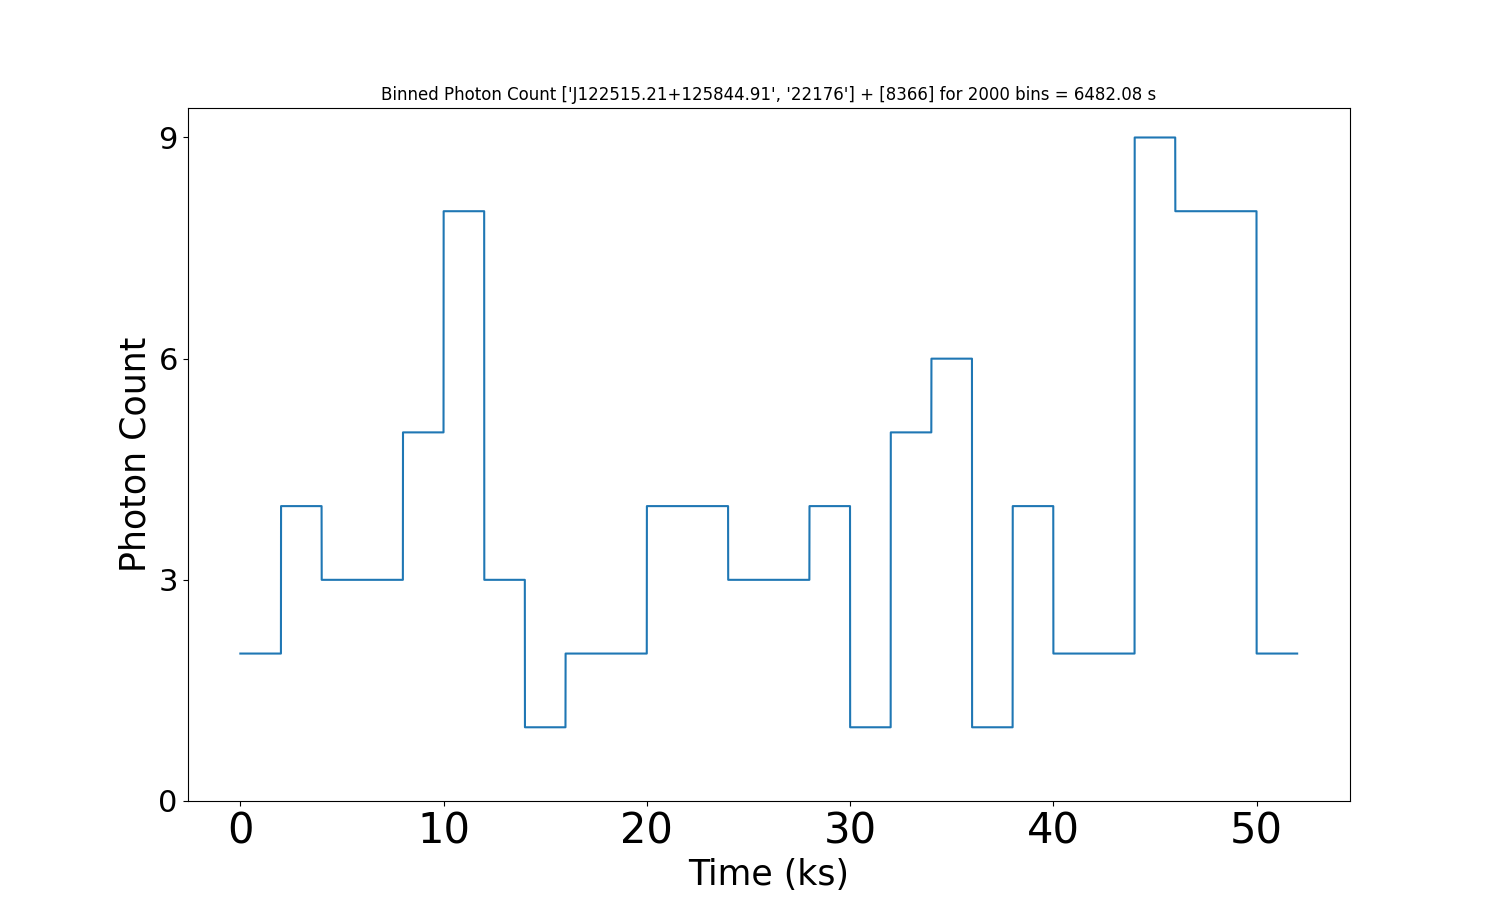 Binned Photon Count ['J122515.21+125844.91', '22176'] + [8366] for 2000 bins = 6482.08 s
9
6
3
0
Photon Count
0 10 20 30 40 50
Time (ks)